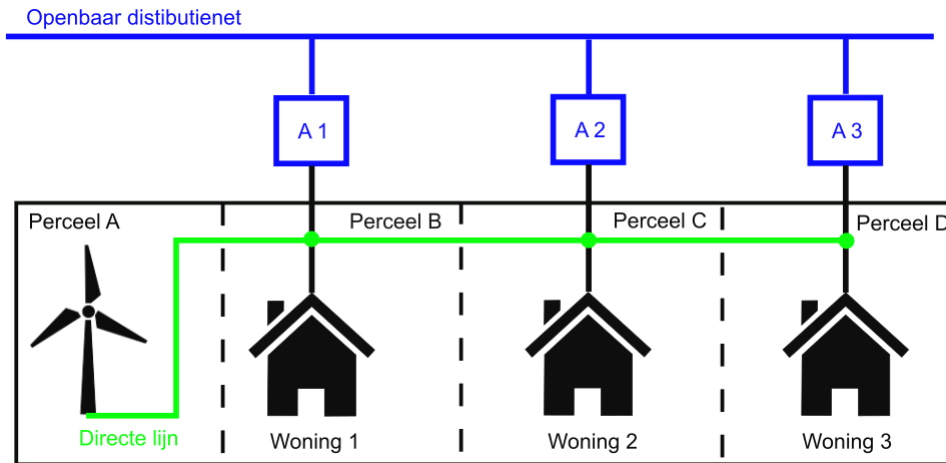 Openbaar distibutienet
A 1
A 2
A 3
Perceel A
Perceel B
Perceel C
Perceel D
Directe lijn
Woning 1
Woning 2
Woning 3